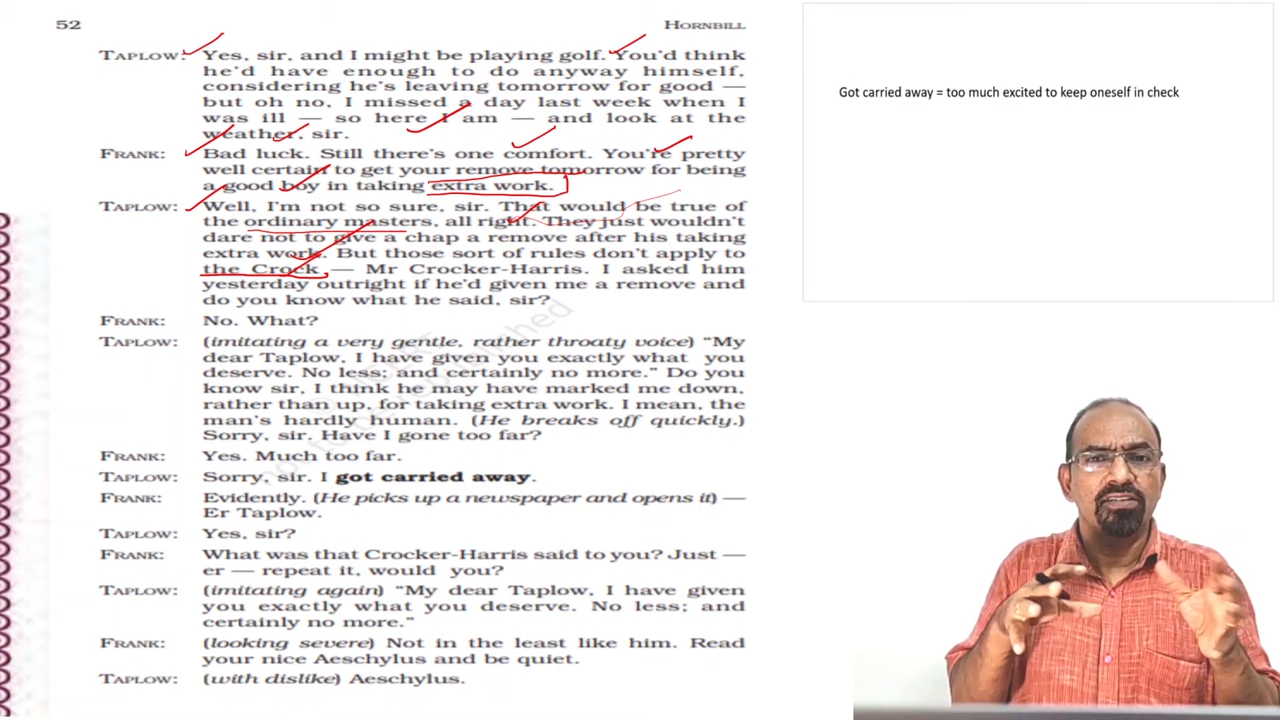 52
HORNBILL
TAPLOW: Yes, sir, and I might be playing golf. You'd think
he'd have enough to do anyway himself,
considering he's leaving tomorrow for good —
but oh no, I missed a day last week when I
was ill — so here I am — and look at the
weather, sir.
FRANK: Bad luck. Still there's one comfort. You're pretty
well certain to get your remove tomorrow for being
a good boy in taking extra work.
TAPLOW: Well, I'm not so sure, sir. That would be true of
the ordinary masters, all right. They just wouldn't
dare not to give a chap a remove after his taking
extra work. But those sort of rules don't apply to
the Crock — Mr Crocker-Harris. I asked him
yesterday outright if he'd given me a remove and
do you know what he said, sir?
FRANK: No. What?
TAPLOW: (imitating a very gentle, rather throaty voice) "My
dear Taplow, I have given you exactly what you
deserve. No less; and certainly no more." Do you
know sir, I think he may have marked me down,
rather than up, for taking extra work. I mean, the
man's hardly human. (He breaks off quickly.)
Sorry, sir. Have I gone too far?
FRANK: Yes. Much too far.
TAPLOW: Sorry, sir. I got carried away.
FRANK: Evidently. (He picks up a newspaper and opens it) —
Er Taplow.
TAPLOW: Yes, sir?
FRANK: What was that Crocker-Harris said to you? Just —
er — repeat it, would you?
TAPLOW: (imitating again) "My dear Taplow, I have given
you exactly what you deserve. No less; and
certainly no more."
FRANK: (looking severe) Not in the least like him. Read
your nice Aeschylus and be quiet.
TAPLOW: (with dislike) Aeschylus.
Got carried away = too much excited to keep oneself in check